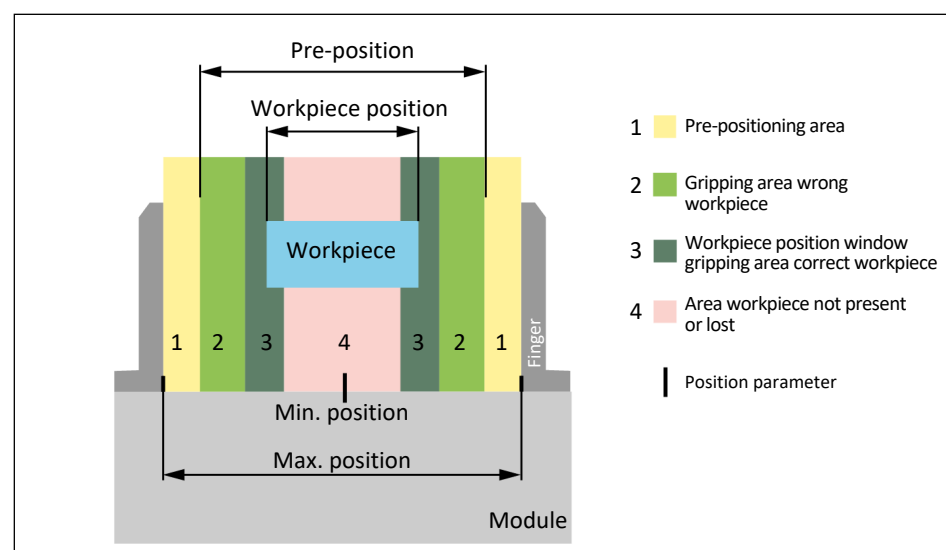 Pre-position
Workpiece position
Workpiece
1 2 3 4 3 2 1
Finger
Min. position
Max. position
Module
1 Pre-positioning area
2 Gripping area wrong
workpiece
3 Workpiece position window
gripping area correct workpiece
4 Area workpiece not present
or lost
Position parameter